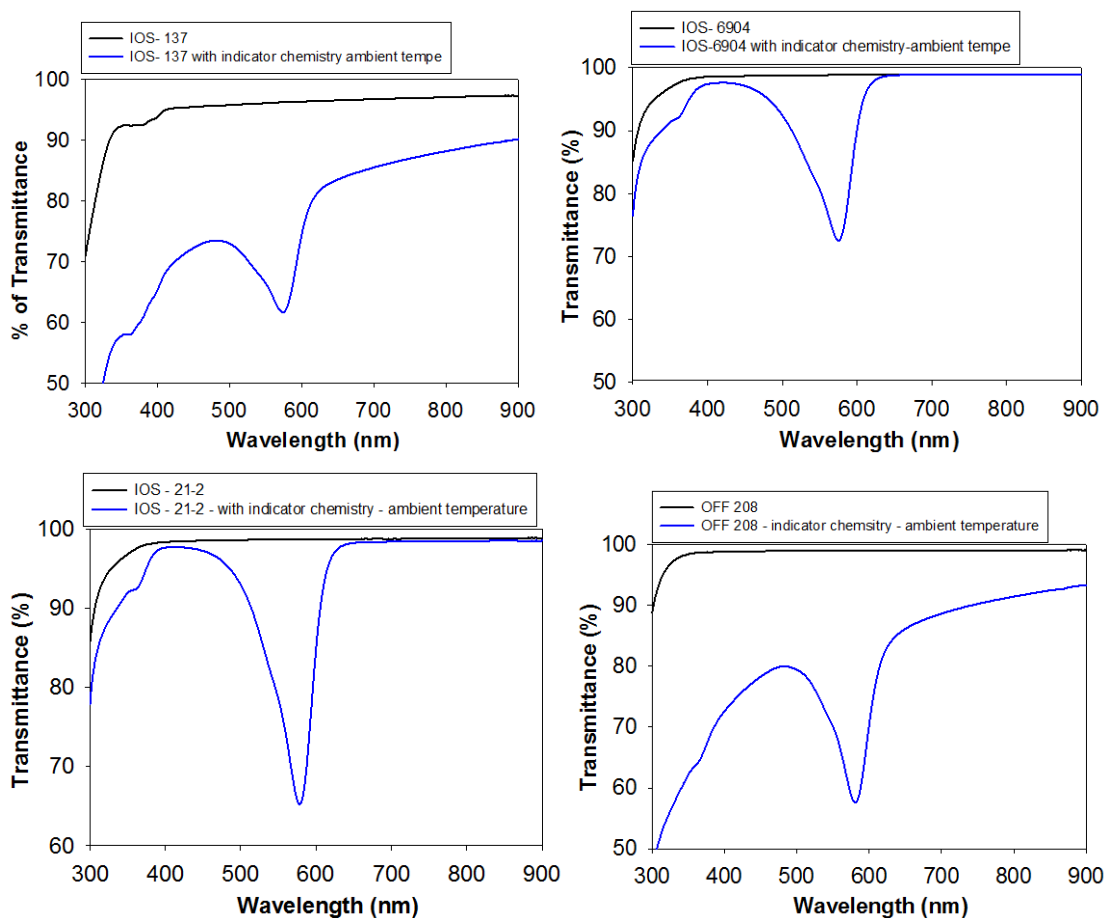 IOS- 137
IOS- 137 with indicator chemistry ambient tempe
100
90
80
70
60
50
% of Transmittance
300 400 500 600 700 800 900
Wavelength (nm)
IOS- 6904
IOS-6904 with indicator chemistry-ambient tempe
100
90
80
70
60
50
Transmittance (%)
300 400 500 600 700 800 900
Wavelength (nm)
IOS - 21-2
IOS - 21-2 - with indicator chemistry - ambient temperature
100
90
80
70
60
Transmittance (%)
300 400 500 600 700 800 900
Wavelength (nm)
OFF 208
OFF 208 - indicator chemsitry - ambient temperature
100
90
80
70
60
50
Transmittance (%)
300 400 500 600 700 800 900
Wavelength (nm)